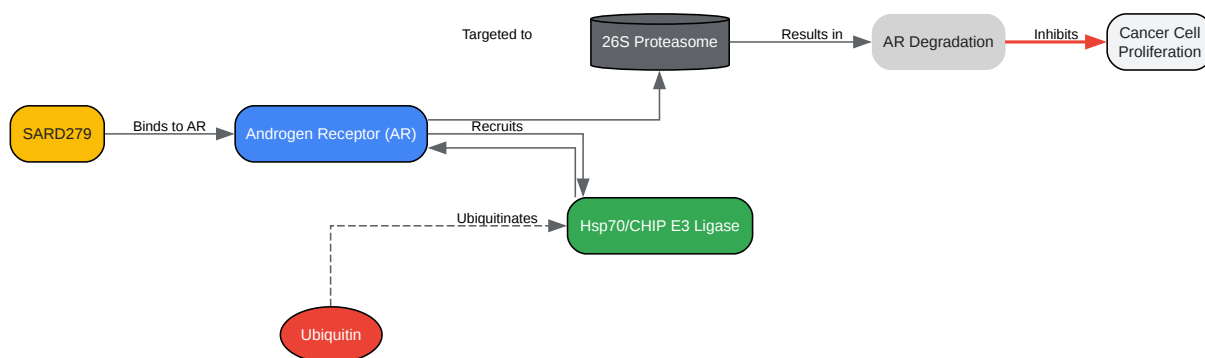 Targeted to
26S Proteasome
Results in
AR Degradation
Inhibits
Cancer Cell
Proliferation
SARD279
Binds to AR
Androgen Receptor (AR)
Recruits
Ubiquitinates
Hsp70/CHIP E3 Ligase
Ubiquitin